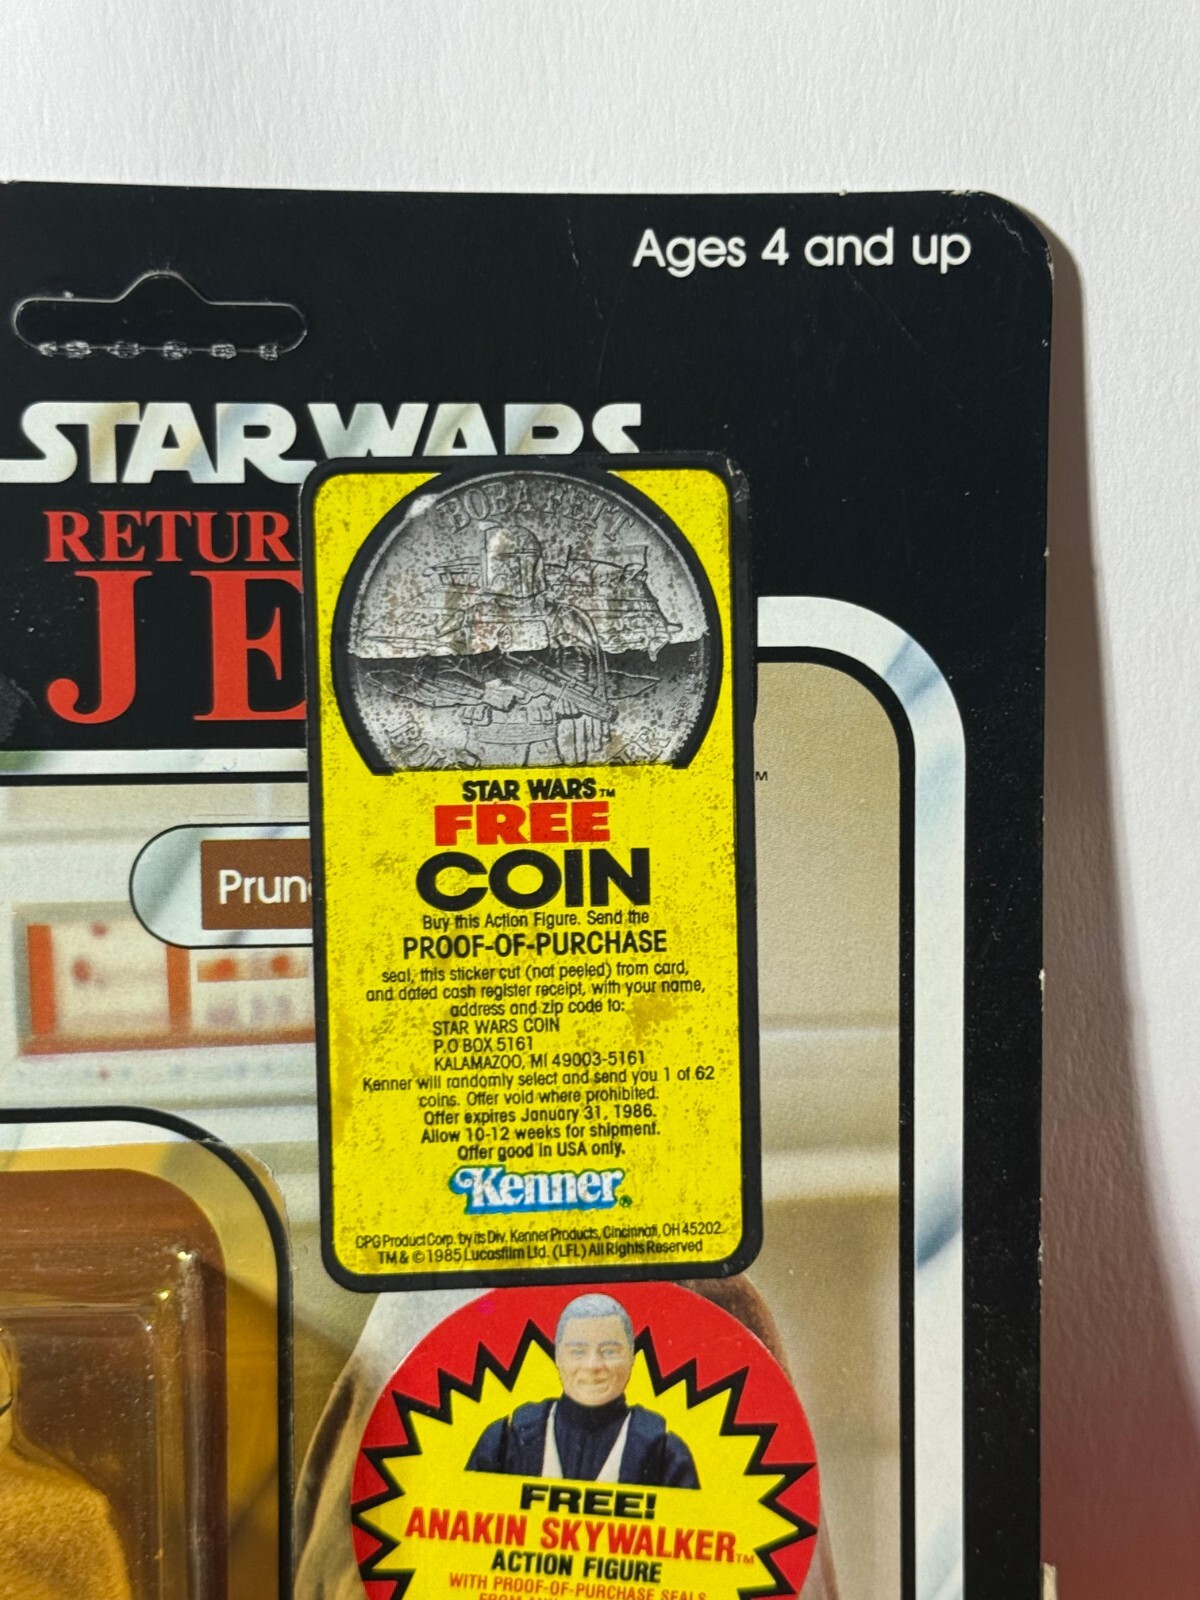 Ages 4 and up
STAR WARS
RETUR
JE
BOBA FETT
STAR WARS™
FREE
COIN
Prun
Buy this Action Figure. Send the
PROOF-OF-PURCHASE
seal, this sticker cut (not peeled) from card,
and dated cash register receipt, with your name,
address and zip code to:
STAR WARS COIN
P.O BOX 5161
KALAMAZOO, MI 49003-5161
Kenner will randomly select and send you 1 of 62
coins. Offer void where prohibited.
Offer expires January 31, 1986.
Allow 10-12 weeks for shipment.
Offer good in USA only.
Kenner®
CPG Product Corp. by its Div. Kenner Products, Cincinnati, OH 45202
TM & © 1985 Lucasfilm Ltd. (LFL) All Rights Reserved
FREE!
ANAKIN SKYWALKER™
ACTION FIGURE
WITH PROOF-OF-PURCHASE SEALS